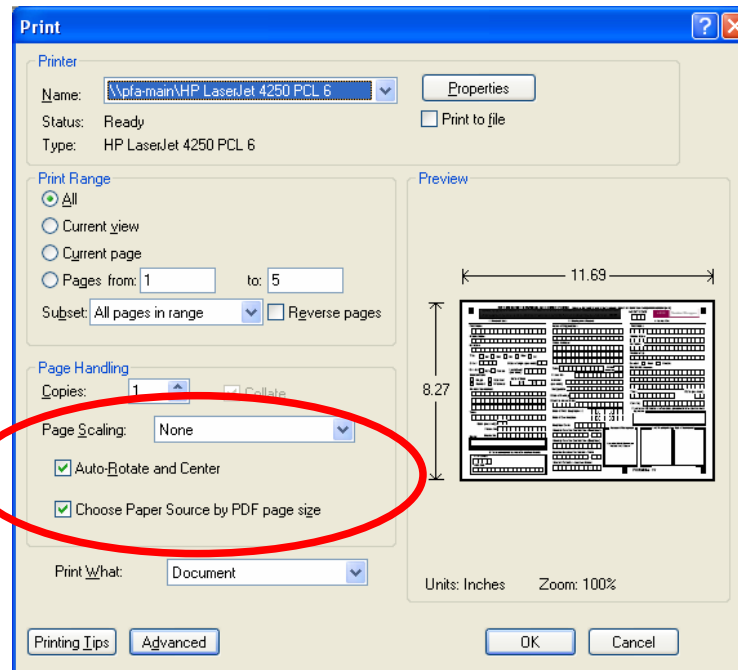 Print
Printer
Name: \\pfa-main\HP LaserJet 4250 PCL 6
Properties
Status: Ready
Print to file
Type: HP LaserJet 4250 PCL 6
Print Range
All
Current view
Current page
Pages from: 1 to: 5
Subset: All pages in range
Reverse pages
Page Handling
Copies: 1
Collate
Page Scaling: None
Auto-Rotate and Center
Choose Paper Source by PDF page size
Print What: Document
Preview
11.69
8.27
Units: Inches Zoom: 100%
Printing Tips
Advanced
OK
Cancel